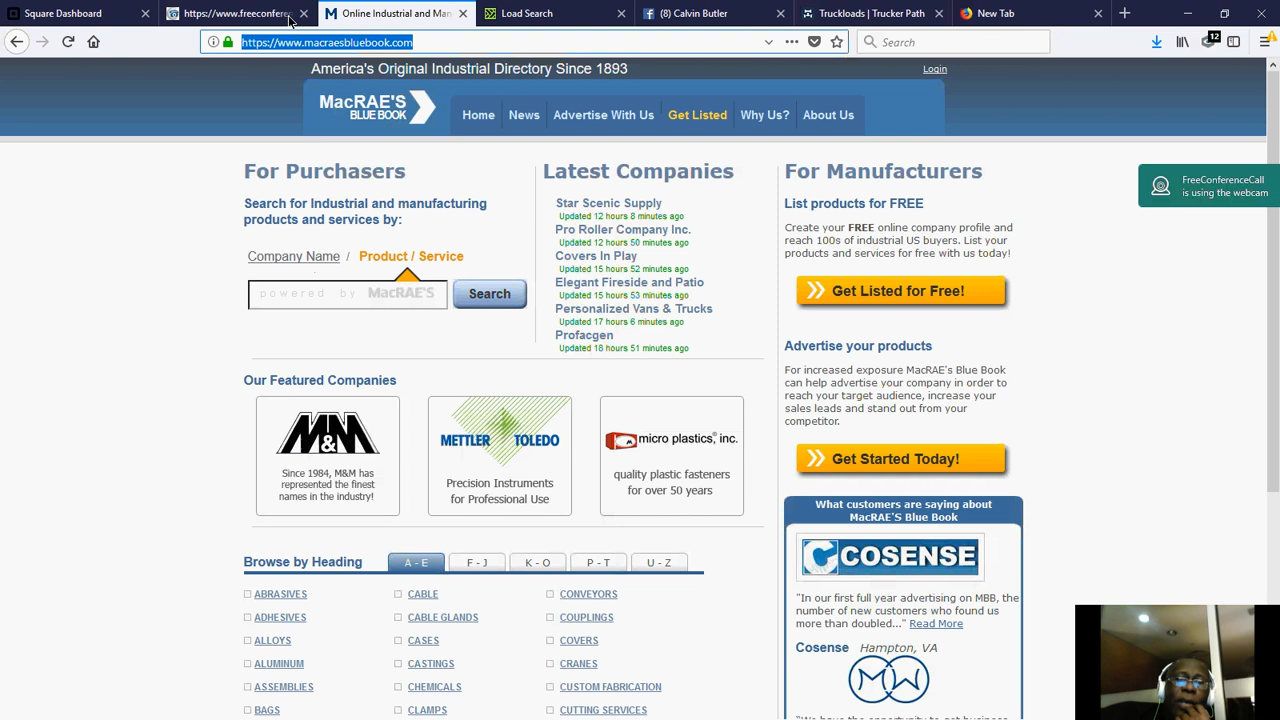 Square Dashboard
https://www.freeconferenc
Online Industrial and Man
Load Search
(8) Calvin Butler
Truckloads | Trucker Path
New Tab
https://www.macraesbluebook.com
Search
12
America's Original Industrial Directory Since 1893
Login
MacRAE'S
BLUE BOOK
Home
News
Advertise With Us
Get Listed
Why Us?
About Us
FreeConferenceCall
is using the webcam
For Purchasers
Search for Industrial and manufacturing
products and services by:
Company Name / Product / Service
powered by MacRAE'S
Search
Latest Companies
Star Scenic Supply
Updated 12 hours 8 minutes ago
Pro Roller Company Inc.
Updated 12 hours 50 minutes ago
Covers In Play
Updated 15 hours 52 minutes ago
Elegant Fireside and Patio
Updated 15 hours 53 minutes ago
Personalized Vans & Trucks
Updated 17 hours 6 minutes ago
Profacgen
Updated 18 hours 51 minutes ago
For Manufacturers
List products for FREE
Create your FREE online company profile and
reach 100s of industrial US buyers. List your
products and services for free with us today!
Get Listed for Free!
Advertise your products
For increased exposure MacRAE's Blue Book
can help advertise your company in order to
reach your target audience, increase your
sales leads and stand out from your
competitor.
Get Started Today!
Our Featured Companies
M&M
Since 1984, M&M has
represented the finest
names in the industry!
METTLER TOLEDO
Precision Instruments
for Professional Use
micro plastics, inc.
quality plastic fasteners
for over 50 years
What customers are saying about
MacRAE'S Blue Book
COSENSE
"In our first full year advertising on MBB, the
number of new customers who found us
more than doubled..." Read More
Cosense Hampton, VA
MW
"We have the opportunity to get business
Browse by Heading
A - E
F - J
K - O
P - T
U - Z
ABRASIVES
CABLE
CONVEYORS
ADHESIVES
CABLE GLANDS
COUPLINGS
ALLOYS
CASES
COVERS
ALUMINUM
CASTINGS
CRANES
ASSEMBLIES
CHEMICALS
CUSTOM FABRICATION
BAGS
CLAMPS
CUTTING SERVICES